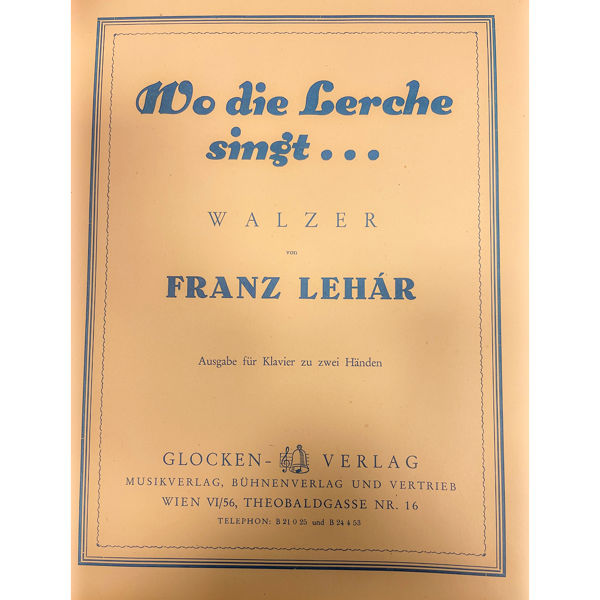 Wo die Lerche
singt...
WALZER
von
FRANZ LEHÁR
Ausgabe für Klavier zu zwei Händen
GLOCKEN-VERLAG
MUSIKVERLAG, BÜHNENVERLAG UND VERTRIEB
WIEN VI/56, THEOBALDGASSE NR. 16
TELEPHON: B 21 0 25 und B 24 4 53